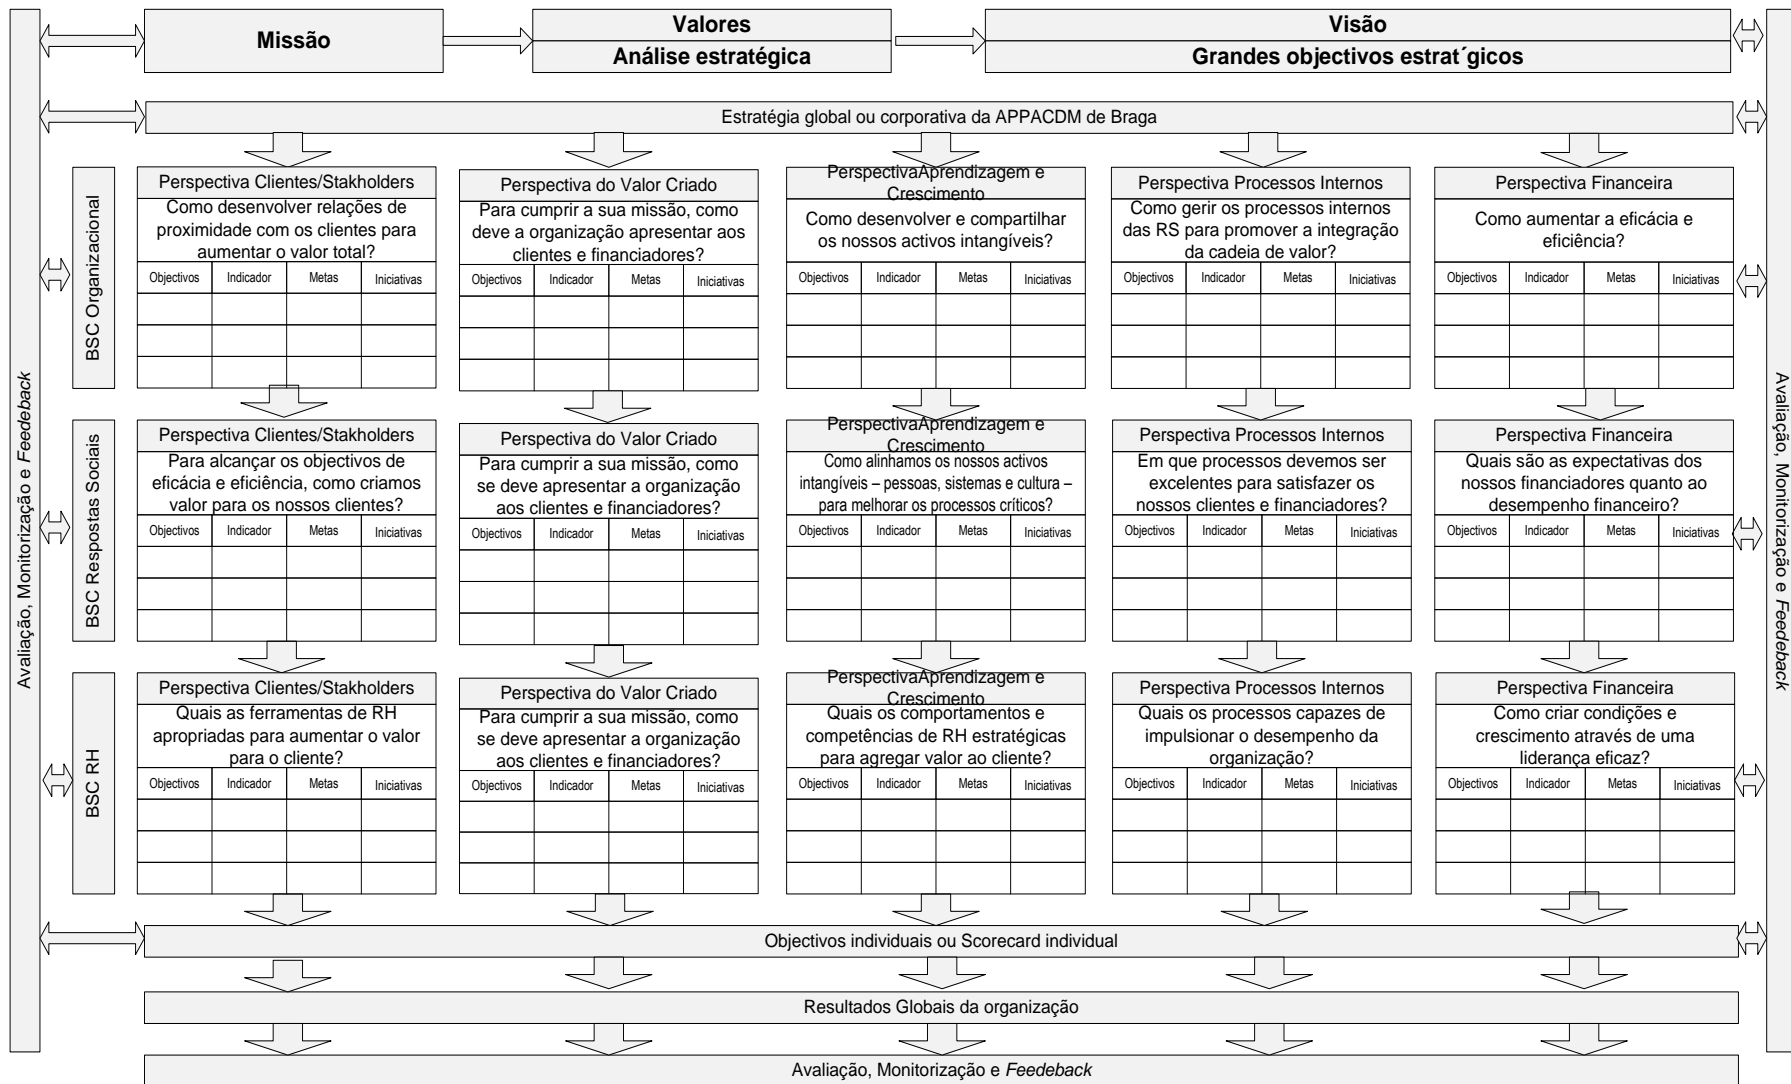 Missão
Valores
Análise estratégica
Visão
Grandes objectivos estrat´gicos
Estratégia global ou corporativa da APPACDM de Braga
Avaliação, Monitorização e Feedeback
BSC Organizacional
Perspectiva Clientes/Stakholders
Como desenvolver relações de
proximidade com os clientes para
aumentar o valor total?
Objectivos Indicador Metas Iniciativas
Perspectiva do Valor Criado
Para cumprir a sua missão, como
deve a organização apresentar aos
clientes e financiadores?
Objectivos Indicador Metas Iniciativas
PerspectivaAprendizagem e
Crescimento
Como desenvolver e compartilhar
os nossos activos intangíveis?
Objectivos Indicador Metas Iniciativas
Perspectiva Processos Internos
Como gerir os processos internos
das RS para promover a integração
da cadeia de valor?
Objectivos Indicador Metas Iniciativas
Perspectiva Financeira
Como aumentar a eficácia e
eficiência?
Objectivos Indicador Metas Iniciativas
BSC Respostas Sociais
Perspectiva Clientes/Stakholders
Para alcançar os objectivos de
eficácia e eficiência, como criamos
valor para os nossos clientes?
Objectivos Indicador Metas Iniciativas
Perspectiva do Valor Criado
Para cumprir a sua missão, como
se deve apresentar a organização
aos clientes e financiadores?
Objectivos Indicador Metas Iniciativas
PerspectivaAprendizagem e
Crescimento
Como alinhamos os nossos activos
intangíveis – pessoas, sistemas e cultura –
para melhorar os processos críticos?
Objectivos Indicador Metas Iniciativas
Perspectiva Processos Internos
Em que processos devemos ser
excelentes para satisfazer os
nossos clientes e financiadores?
Objectivos Indicador Metas Iniciativas
Perspectiva Financeira
Quais são as expectativas dos
nossos financiadores quanto ao
desempenho financeiro?
Objectivos Indicador Metas Iniciativas
BSC RH
Perspectiva Clientes/Stakholders
Quais as ferramentas de RH
apropriadas para aumentar o valor
para o cliente?
Objectivos Indicador Metas Iniciativas
Perspectiva do Valor Criado
Para cumprir a sua missão, como
se deve apresentar a organização
aos clientes e financiadores?
Objectivos Indicador Metas Iniciativas
PerspectivaAprendizagem e
Crescimento
Quais os comportamentos e
competências de RH estratégicas
para agregar valor ao cliente?
Objectivos Indicador Metas Iniciativas
Perspectiva Processos Internos
Quais os processos capazes de
impulsionar o desempenho da
organização?
Objectivos Indicador Metas Iniciativas
Perspectiva Financeira
Como criar condições e
crescimento através de uma
liderança eficaz?
Objectivos Indicador Metas Iniciativas
Avaliação, Monitorização e Feedeback
Objectivos individuais ou Scorecard individual
Resultados Globais da organização
Avaliação, Monitorização e Feedeback